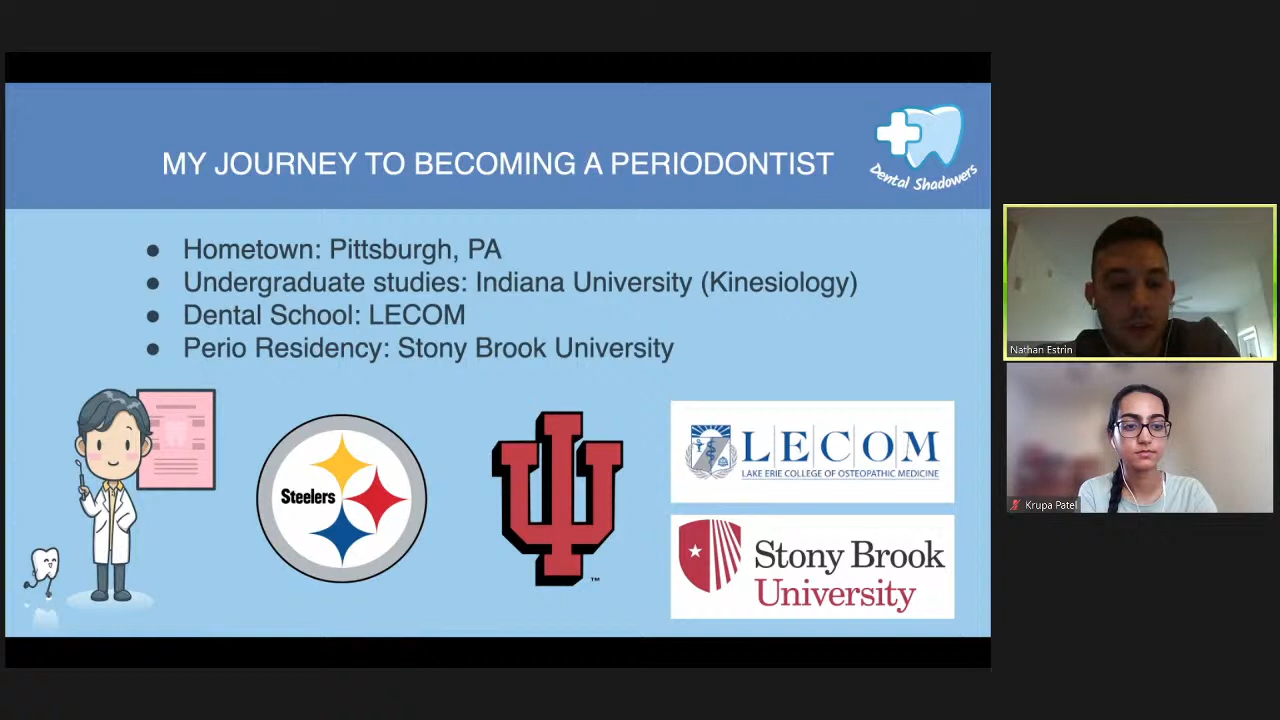 MY JOURNEY TO BECOMING A PERIODONTIST
Dental Shadowers
● Hometown: Pittsburgh, PA
● Undergraduate studies: Indiana University (Kinesiology)
● Dental School: LECOM
● Perio Residency: Stony Brook University
Steelers
™
LECOM
LAKE ERIE COLLEGE OF OSTEOPATHIC MEDICINE
Stony Brook
University
Nathan Estrin
Krupa Patel